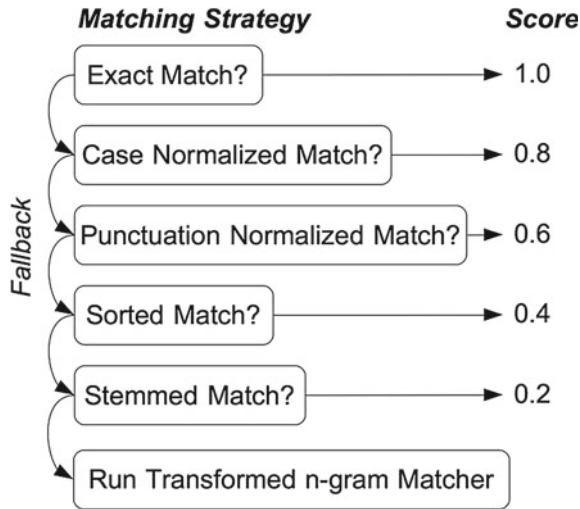 Matching Strategy Score
Exact Match? 1.0
Case Normalized Match? 0.8
Punctuation Normalized Match? 0.6
Sorted Match? 0.4
Stemmed Match? 0.2
Run Transformed n-gram Matcher
Fallback